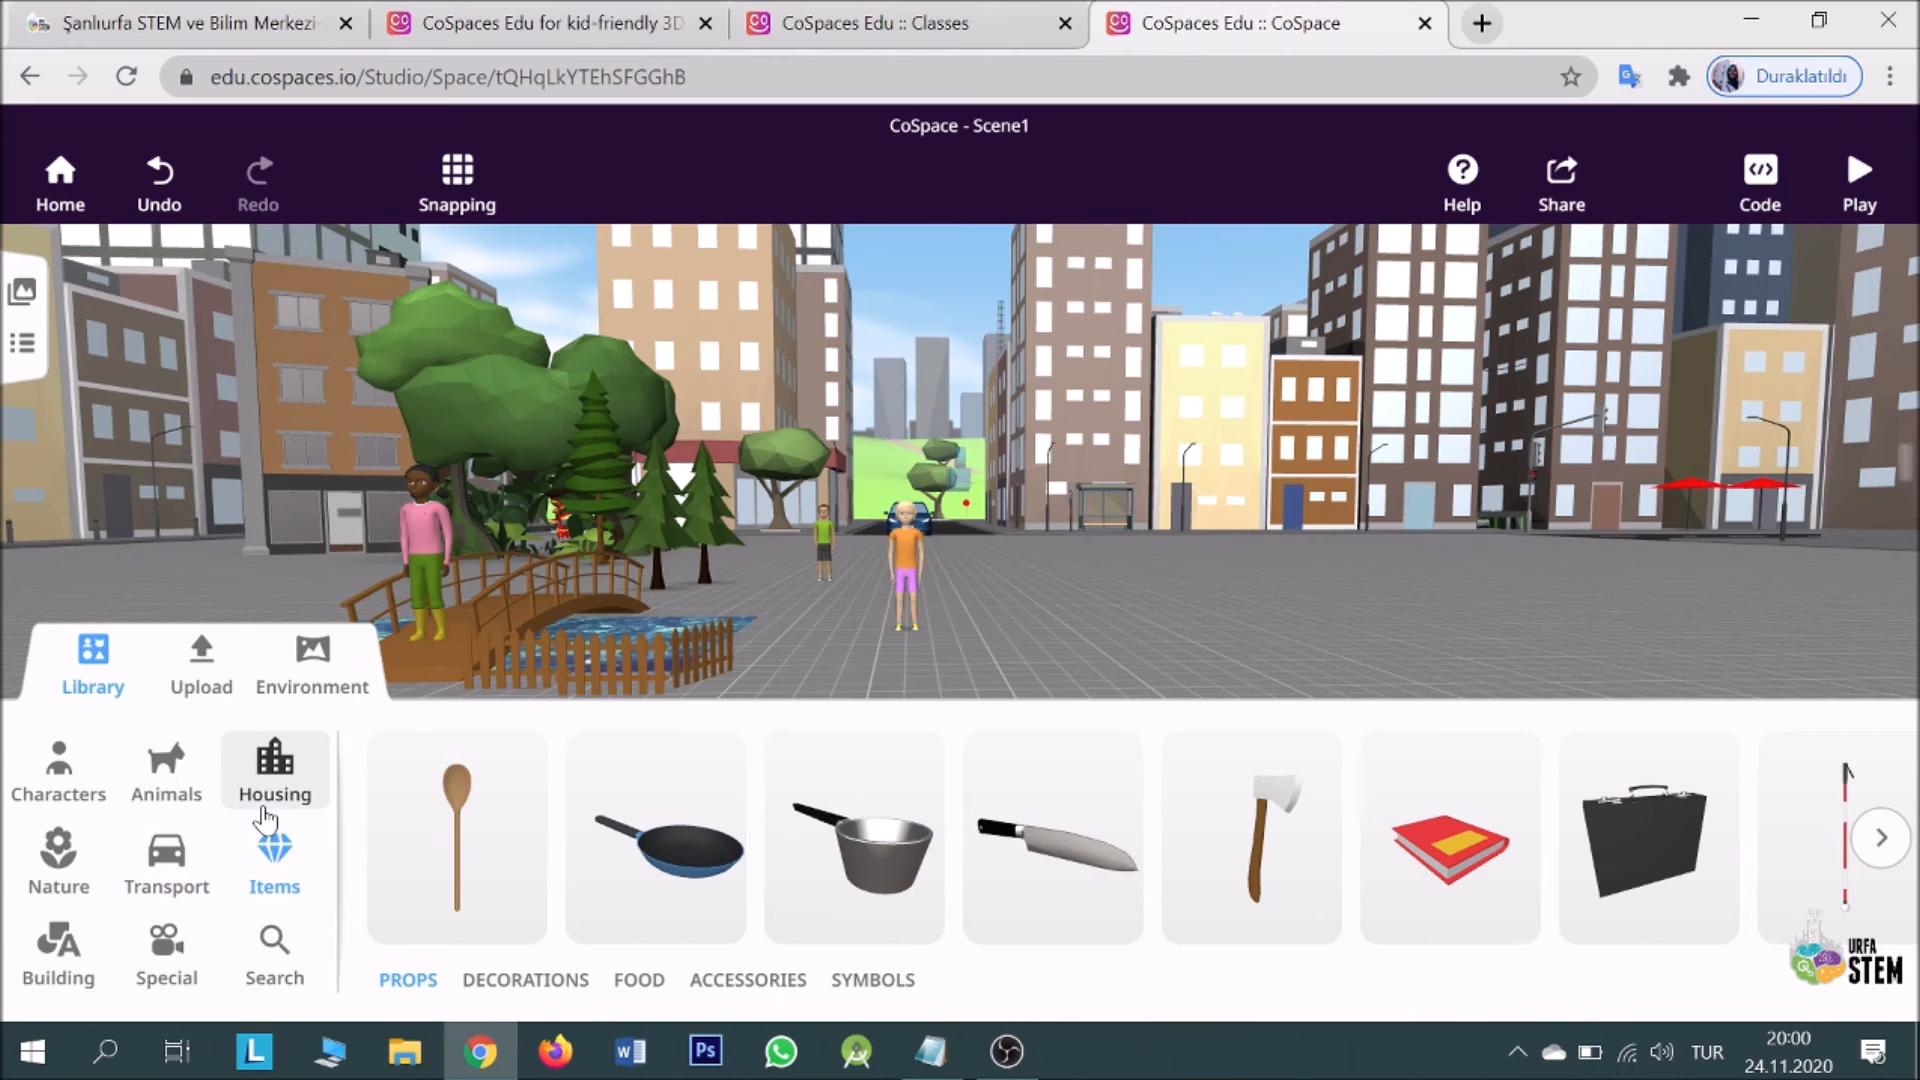 Şanlıurfa STEM ve Bilim Merkezi-
CoSpaces Edu for kid-friendly 3D
CoSpaces Edu :: Classes
CoSpaces Edu :: CoSpace
edu.cospaces.io/Studio/Space/tQHqLkYTEhSFGGhB
Duraklatıldı
CoSpace - Scene1
Home
Undo
Redo
Snapping
Help
Share
Code
Play
Library
Upload
Environment
Characters
Animals
Housing
Nature
Transport
Items
Building
Special
Search
PROPS
DECORATIONS
FOOD
ACCESSORIES
SYMBOLS
URFA
STEM
L
W
Ps
TUR
20:00
24.11.2020